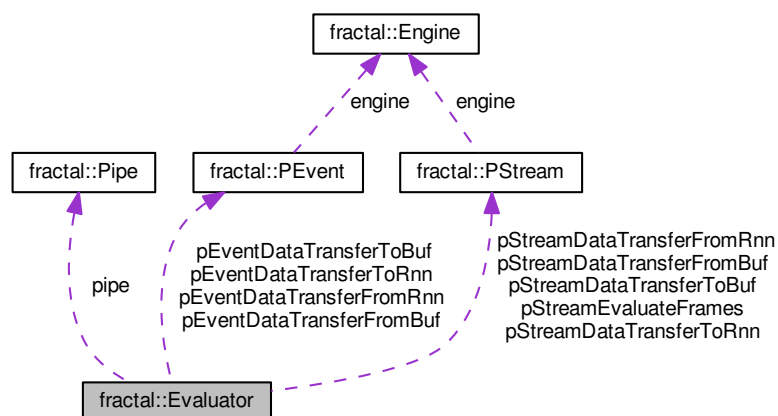 fractal::Engine
engine
engine
fractal::Pipe
fractal::PEvent
fractal::PStream
pipe
pEventDataTransferToBuf
pEventDataTransferToRnn
pEventDataTransferFromRnn
pEventDataTransferFromBuf
pStreamDataTransferFromRnn
pStreamDataTransferFromBuf
pStreamDataTransferToBuf
pStreamEvaluateFrames
pStreamDataTransferToRnn
fractal::Evaluator